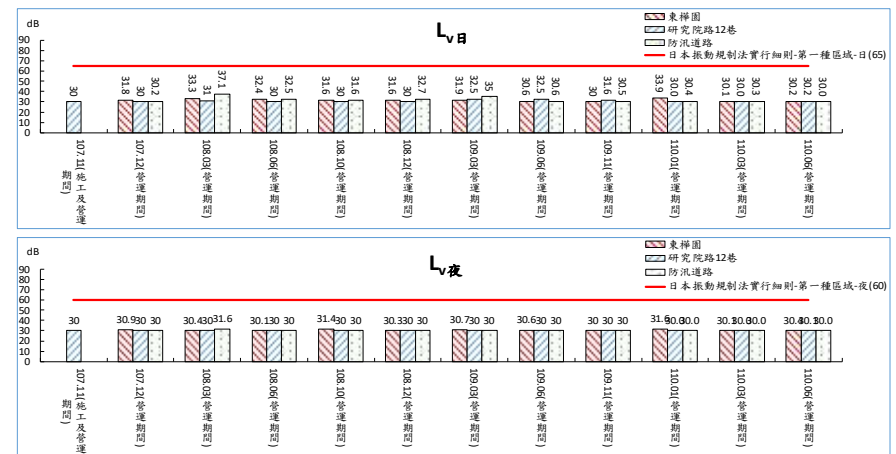 dB
Lv日
東樺園
研究院路12巷
防汛道路
日本振動規制法實行細則-第一種區域-日(65)
90
80
70
60
50
40
30
20
10
0
30
31.8 30 30.2
33.3 31 37.1
32.4 30 32.5
31.6 30 31.6
31.6 30 32.7
31.9 32.5 35
30.6 32.5 30.6
30 31.6 30.5
33.9 30.0 30.4
30.1 30.0 30.3
30.2 30.2 30.0
107.11(施工及營運期間)
107.12(營運期間)
108.03(營運期間)
108.06(營運期間)
108.10(營運期間)
108.12(營運期間)
109.03(營運期間)
109.06(營運期間)
109.11(營運期間)
110.01(營運期間)
110.03(營運期間)
110.06(營運期間)
dB
Lv夜
東樺園
研究院路12巷
防汛道路
日本振動規制法實行細則-第一種區域-夜(60)
90
80
70
60
50
40
30
20
10
0
30
30.9 30 30
30.4 30 31.6
30.1 30 30
31.4 30 30
30.3 30 30
30.7 30 30
30.6 30 30
30 30 30
31.6 30.0 30.0
30.1 30.0 30.0
30.4 30.1 30.0
107.11(施工及營運期間)
107.12(營運期間)
108.03(營運期間)
108.06(營運期間)
108.10(營運期間)
108.12(營運期間)
109.03(營運期間)
109.06(營運期間)
109.11(營運期間)
110.01(營運期間)
110.03(營運期間)
110.06(營運期間)